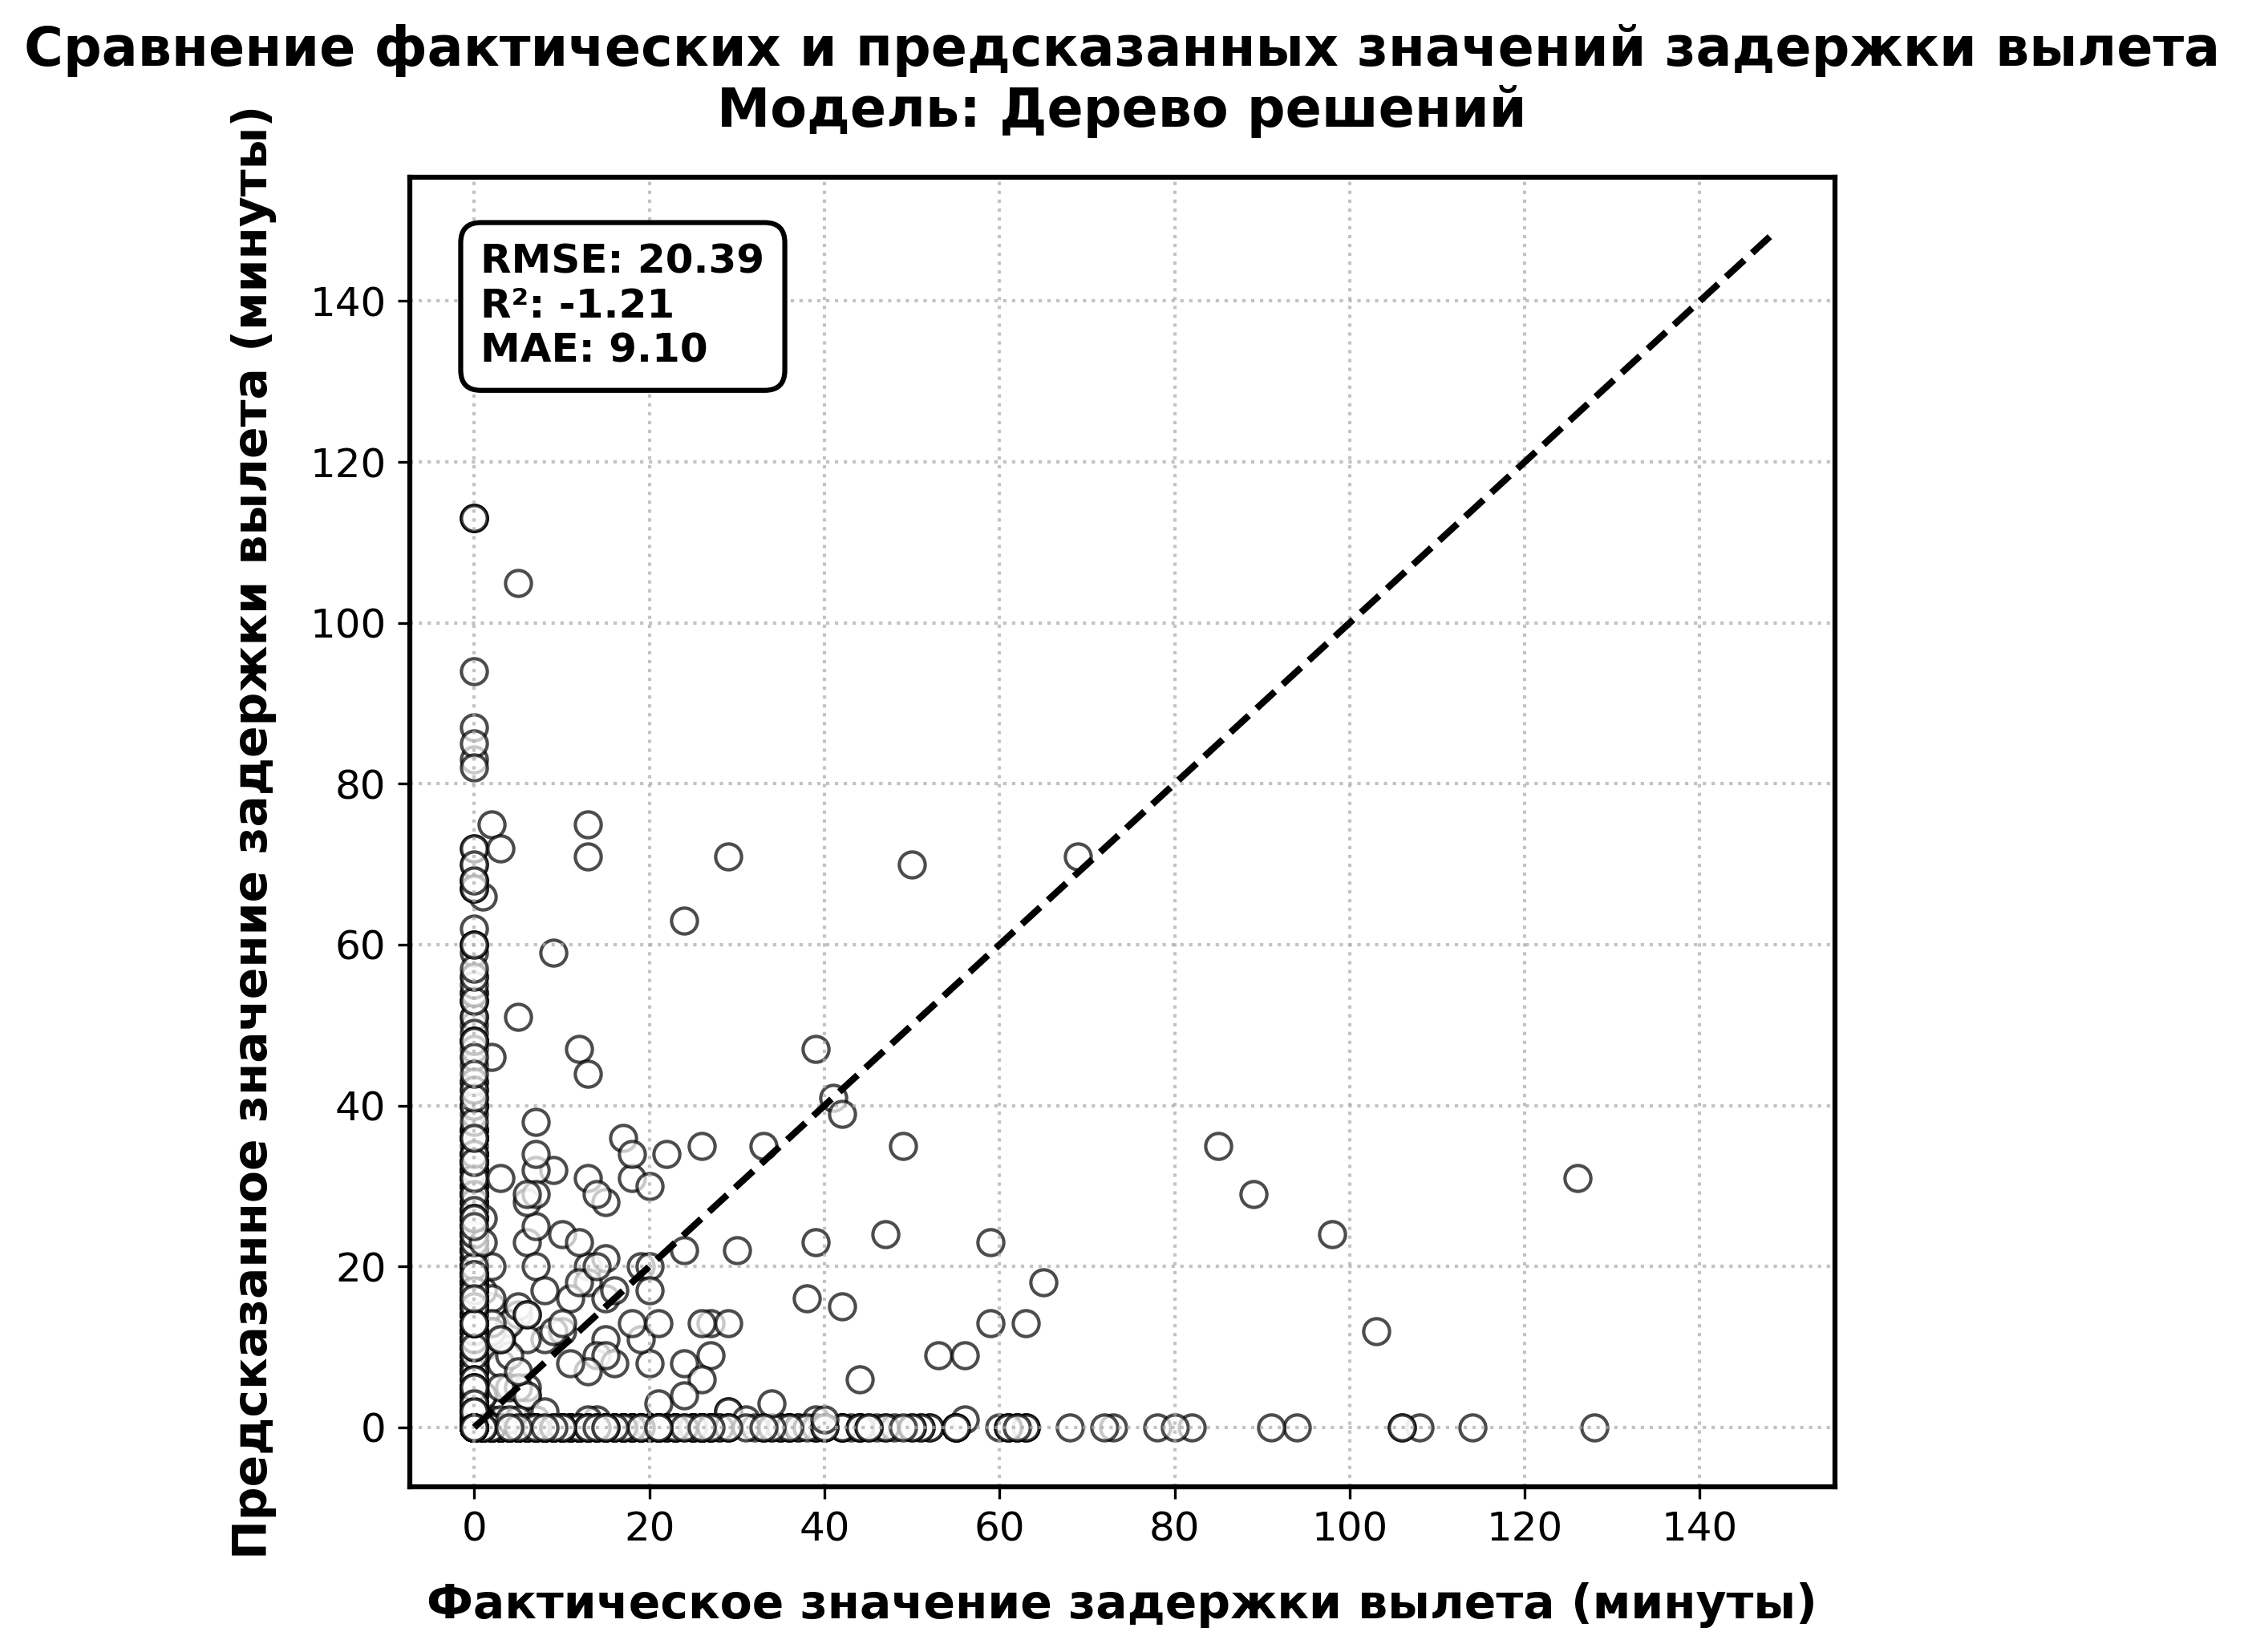 Сравнение фактических и предсказанных значений задержки вылета
Модель: Дерево решений
Предсказанное значение задержки вылета (минуты)
RMSE: 20.39
R²: -1.21
MAE: 9.10
140
120
100
80
60
40
20
0
0 20 40 60 80 100 120 140
Фактическое значение задержки вылета (минуты)